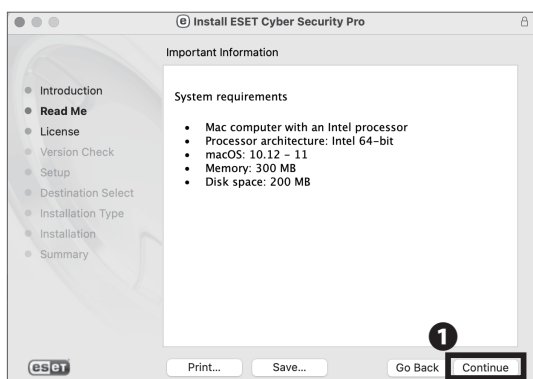 Install ESET Cyber Security Pro
Important Information
Introduction
Read Me
License
Version Check
Setup
Destination Select
Installation Type
Installation
Summary
System requirements
• Mac computer with an Intel processor
• Processor architecture: Intel 64-bit
• macOS: 10.12 – 11
• Memory: 300 MB
• Disk space: 200 MB
1
eseT
Print... Save... Go Back Continue